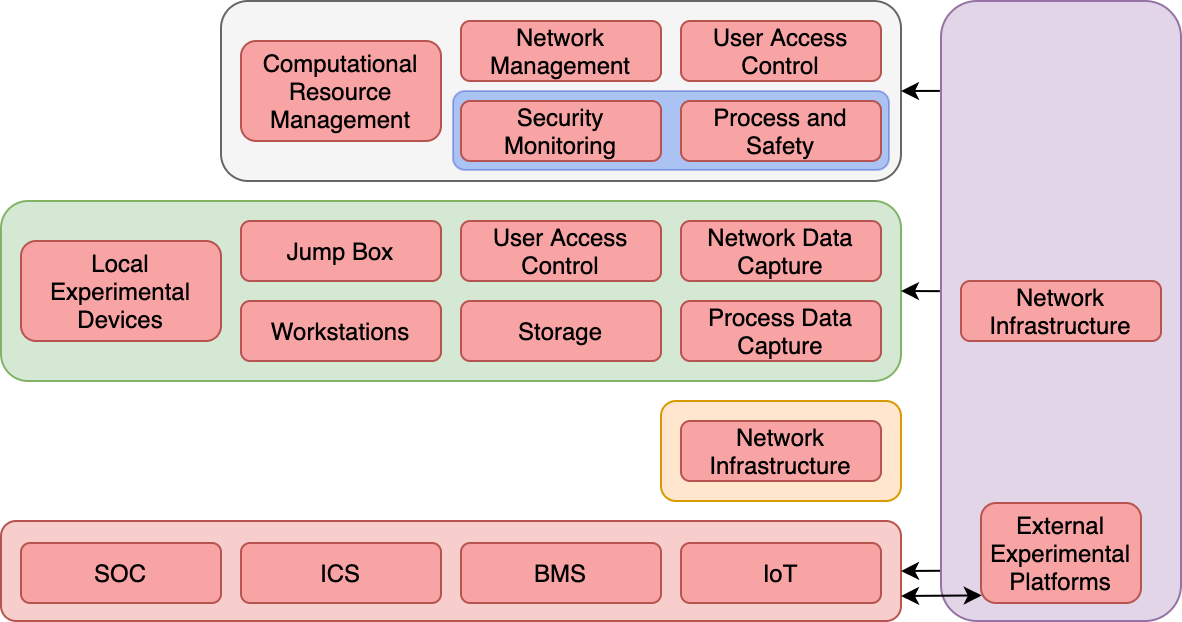 Computational
Resource
Management
Network
Management
User Access
Control
Security
Monitoring
Process and
Safety
Local
Experimental
Devices
Jump Box
User Access
Control
Network Data
Capture
Workstations
Storage
Process Data
Capture
Network
Infrastructure
Network
Infrastructure
SOC
ICS
BMS
IoT
External
Experimental
Platforms